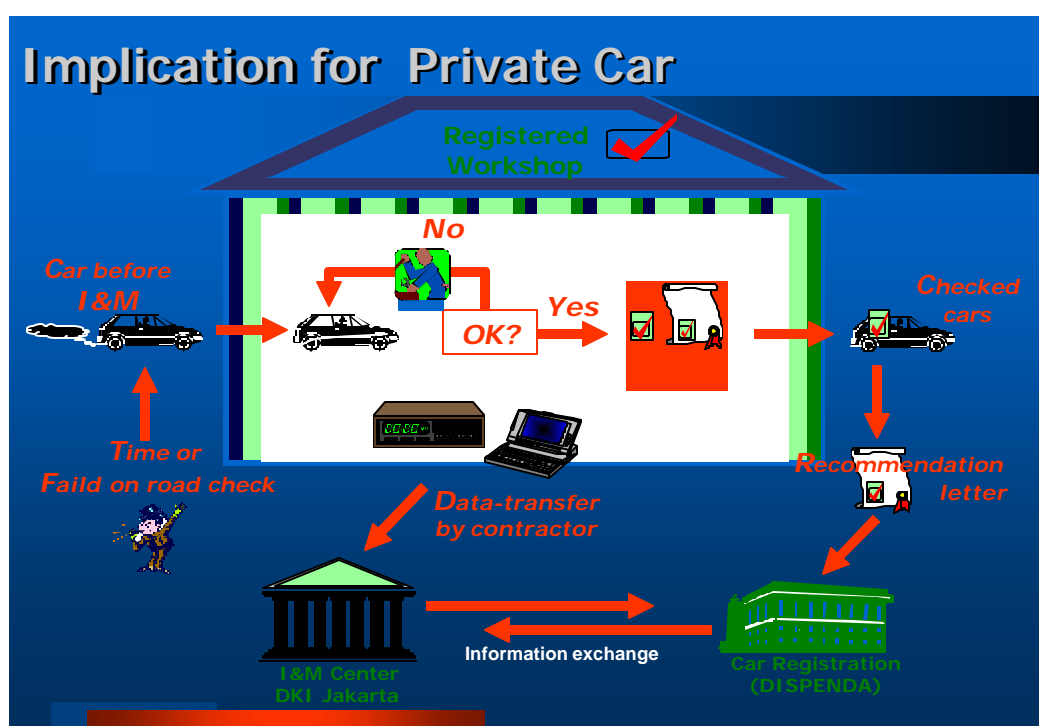 Implication for Private Car
Registered
Workshop
No
Car before
I&M
Yes
OK?
Checked
cars
Time or
Faild on road check
Recommendation
letter
Data-transfer
by contractor
Information exchange
I&M Center
DKI Jakarta
Car Registration
(DISPENDA)